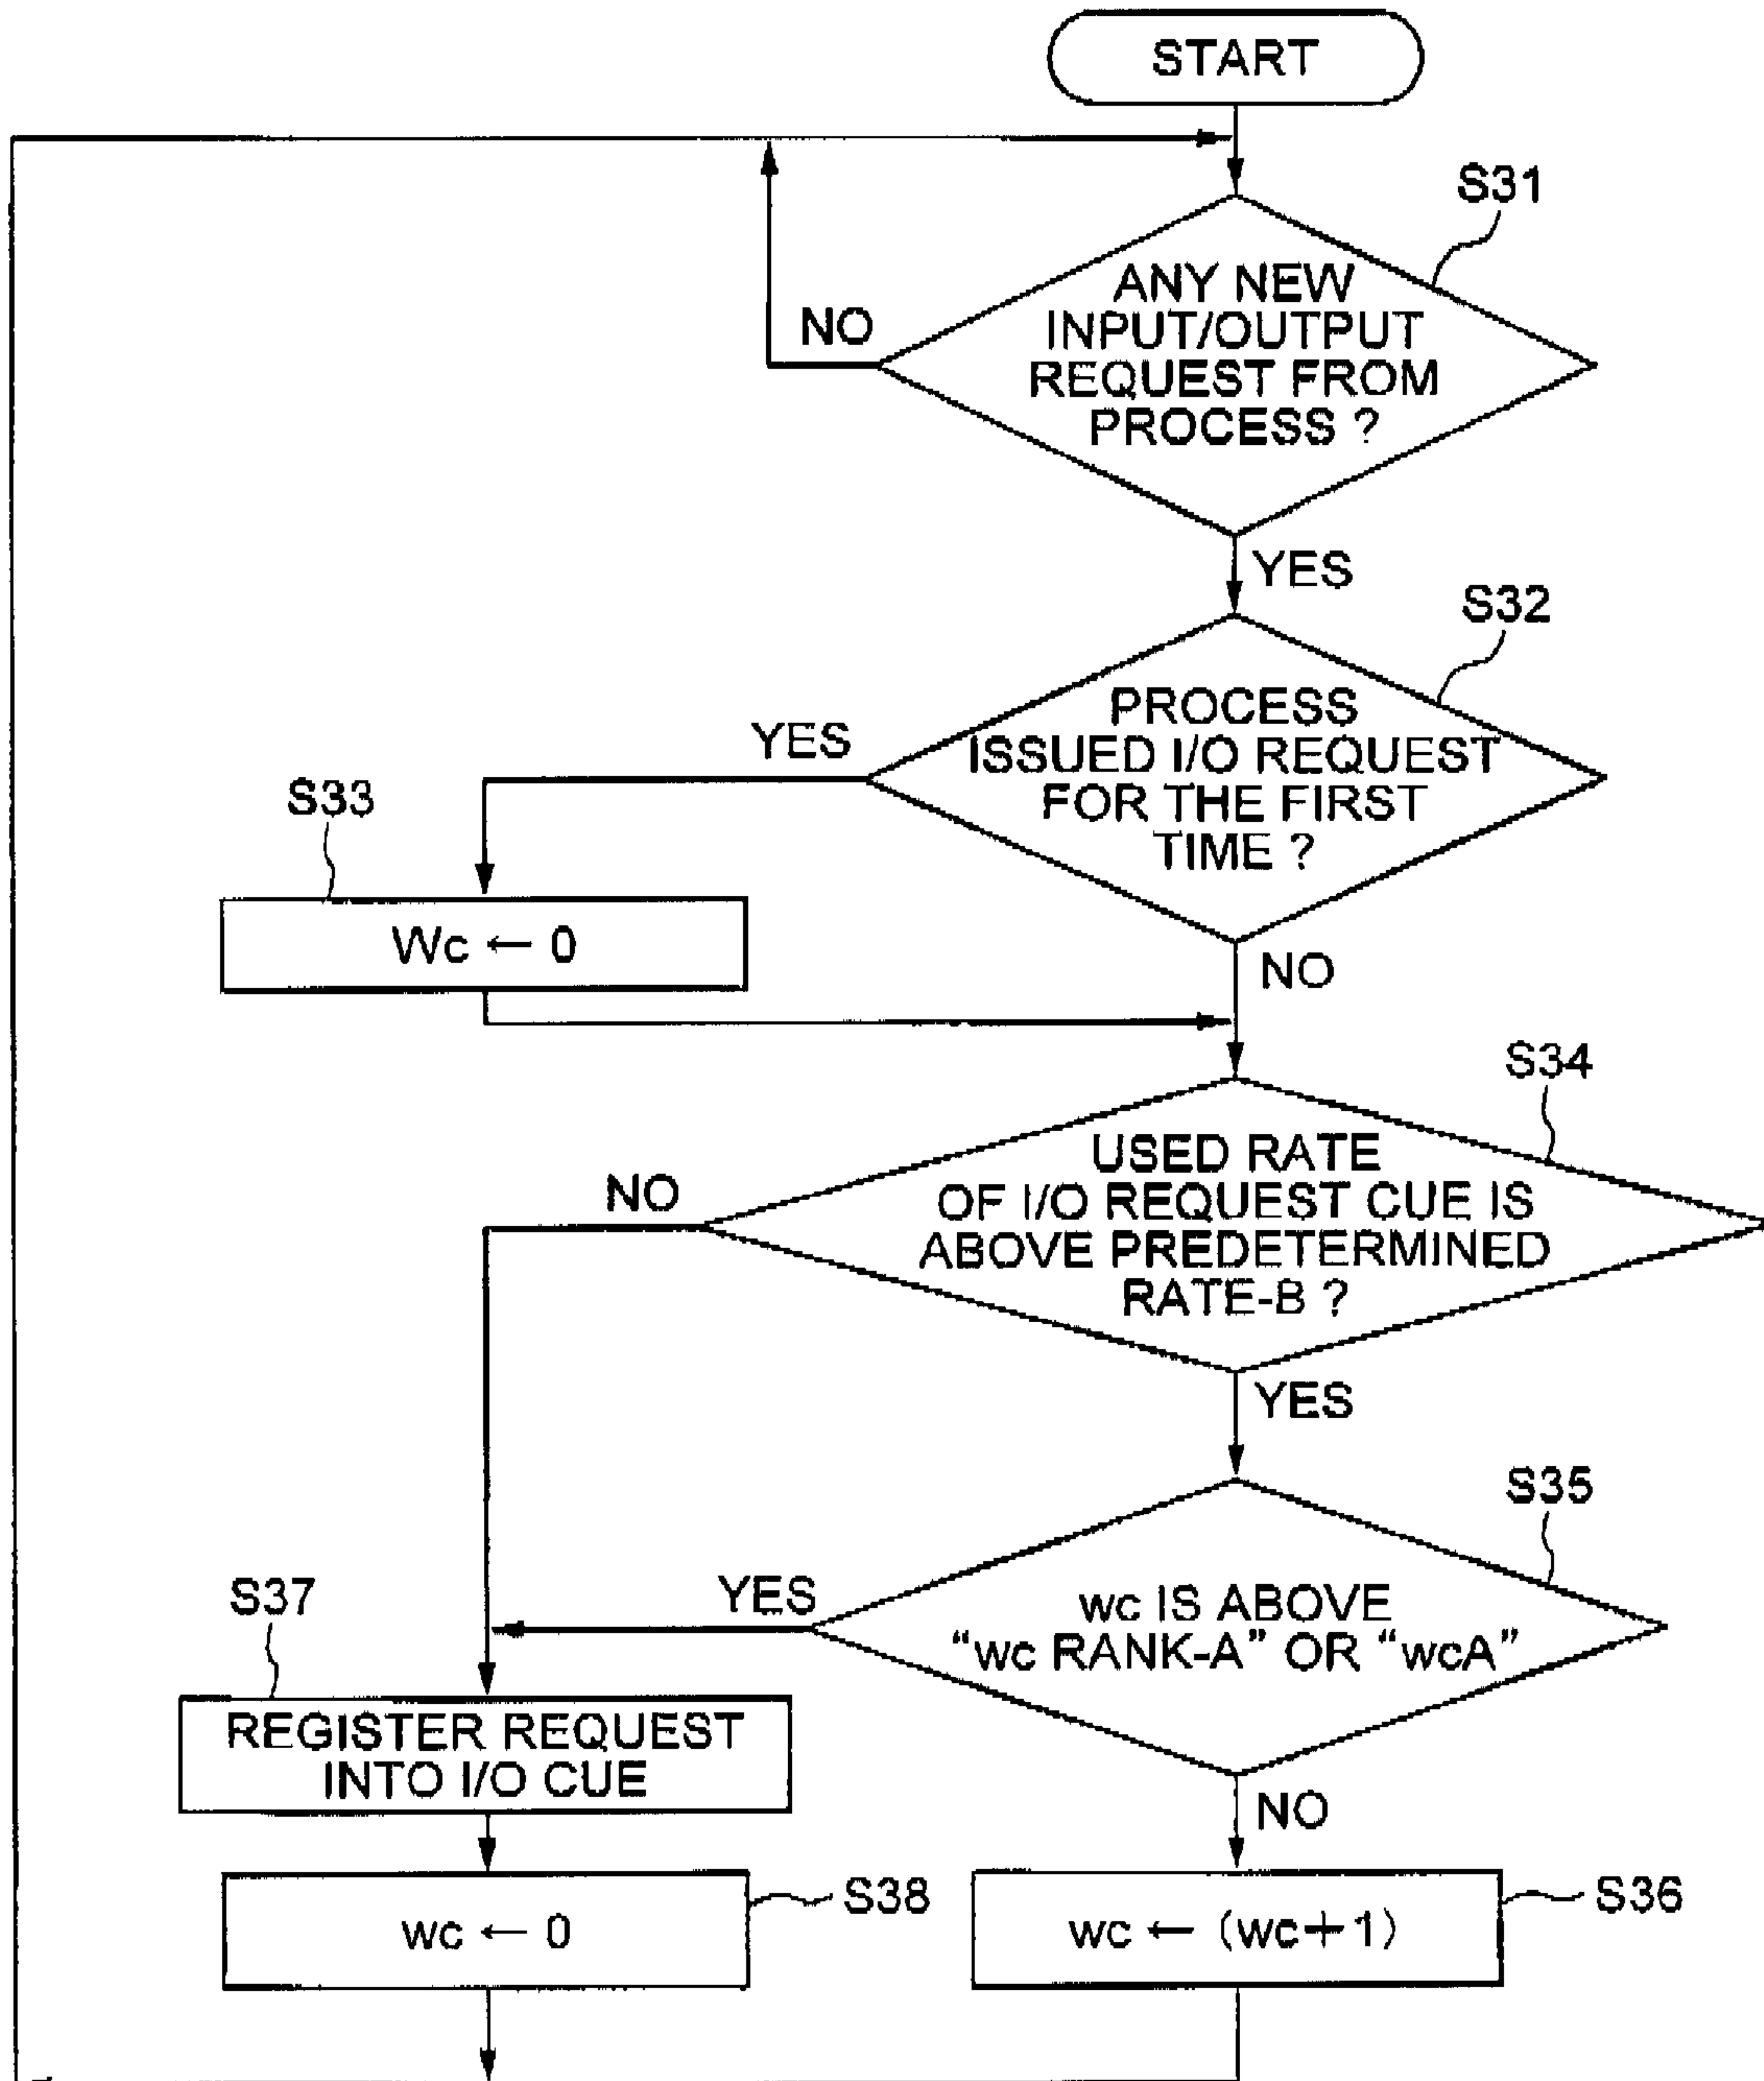 START
S31
ANY NEW
INPUT/OUTPUT
REQUEST FROM
PROCESS ?
NO
YES
S32
PROCESS
ISSUED I/O REQUEST
FOR THE FIRST
TIME ?
YES
S33
Wc ← 0
NO
S34
USED RATE
OF I/O REQUEST CUE IS
ABOVE PREDETERMINED
RATE-B ?
NO
YES
S35
wc IS ABOVE
“wc RANK-A” OR “wcA”
YES
S37
REGISTER REQUEST
INTO I/O CUE
NO
S38
wc ← 0
S36
wc ← (wc+1)